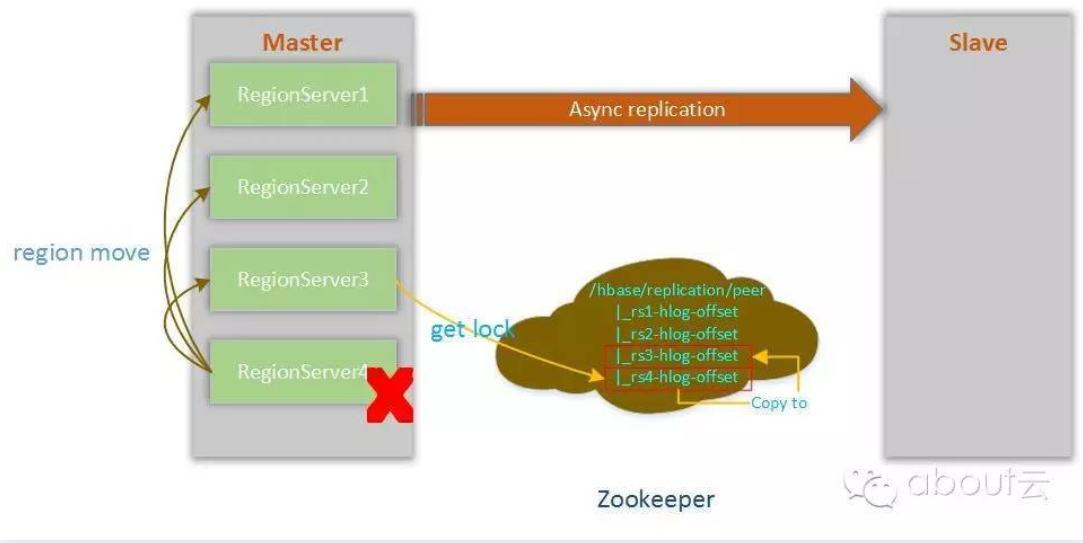 Master
Slave
RegionServer1
Async replication
RegionServer2
region move
RegionServer3
/hbase/replication/peer
|_rs1-hlog-offset
get lock
|_rs2-hlog-offset
|_rs3-hlog-offset
RegionServer4
|_rs4-hlog-offset
Copy to
about云
Zookeeper